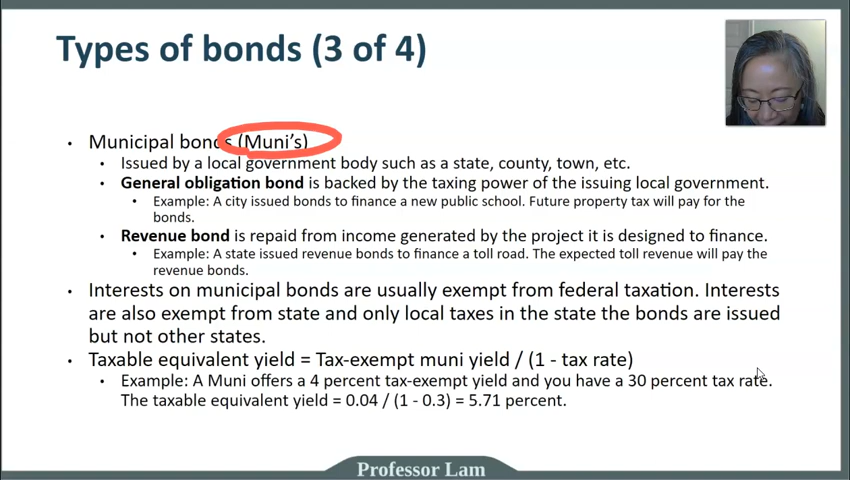 Types of bonds (3 of 4)
• Municipal bonds (Muni's)
• Issued by a local government body such as a state, county, town, etc.
• General obligation bond is backed by the taxing power of the issuing local government.
• Example: A city issued bonds to finance a new public school. Future property tax will pay for the
bonds.
• Revenue bond is repaid from income generated by the project it is designed to finance.
• Example: A state issued revenue bonds to finance a toll road. The expected toll revenue will pay the
revenue bonds.
• Interests on municipal bonds are usually exempt from federal taxation. Interests
are also exempt from state and only local taxes in the state the bonds are issued
but not other states.
• Taxable equivalent yield = Tax-exempt muni yield / (1 - tax rate)
• Example: A Muni offers a 4 percent tax-exempt yield and you have a 30 percent tax rate.
The taxable equivalent yield = 0.04 / (1 - 0.3) = 5.71 percent.
Professor Lam